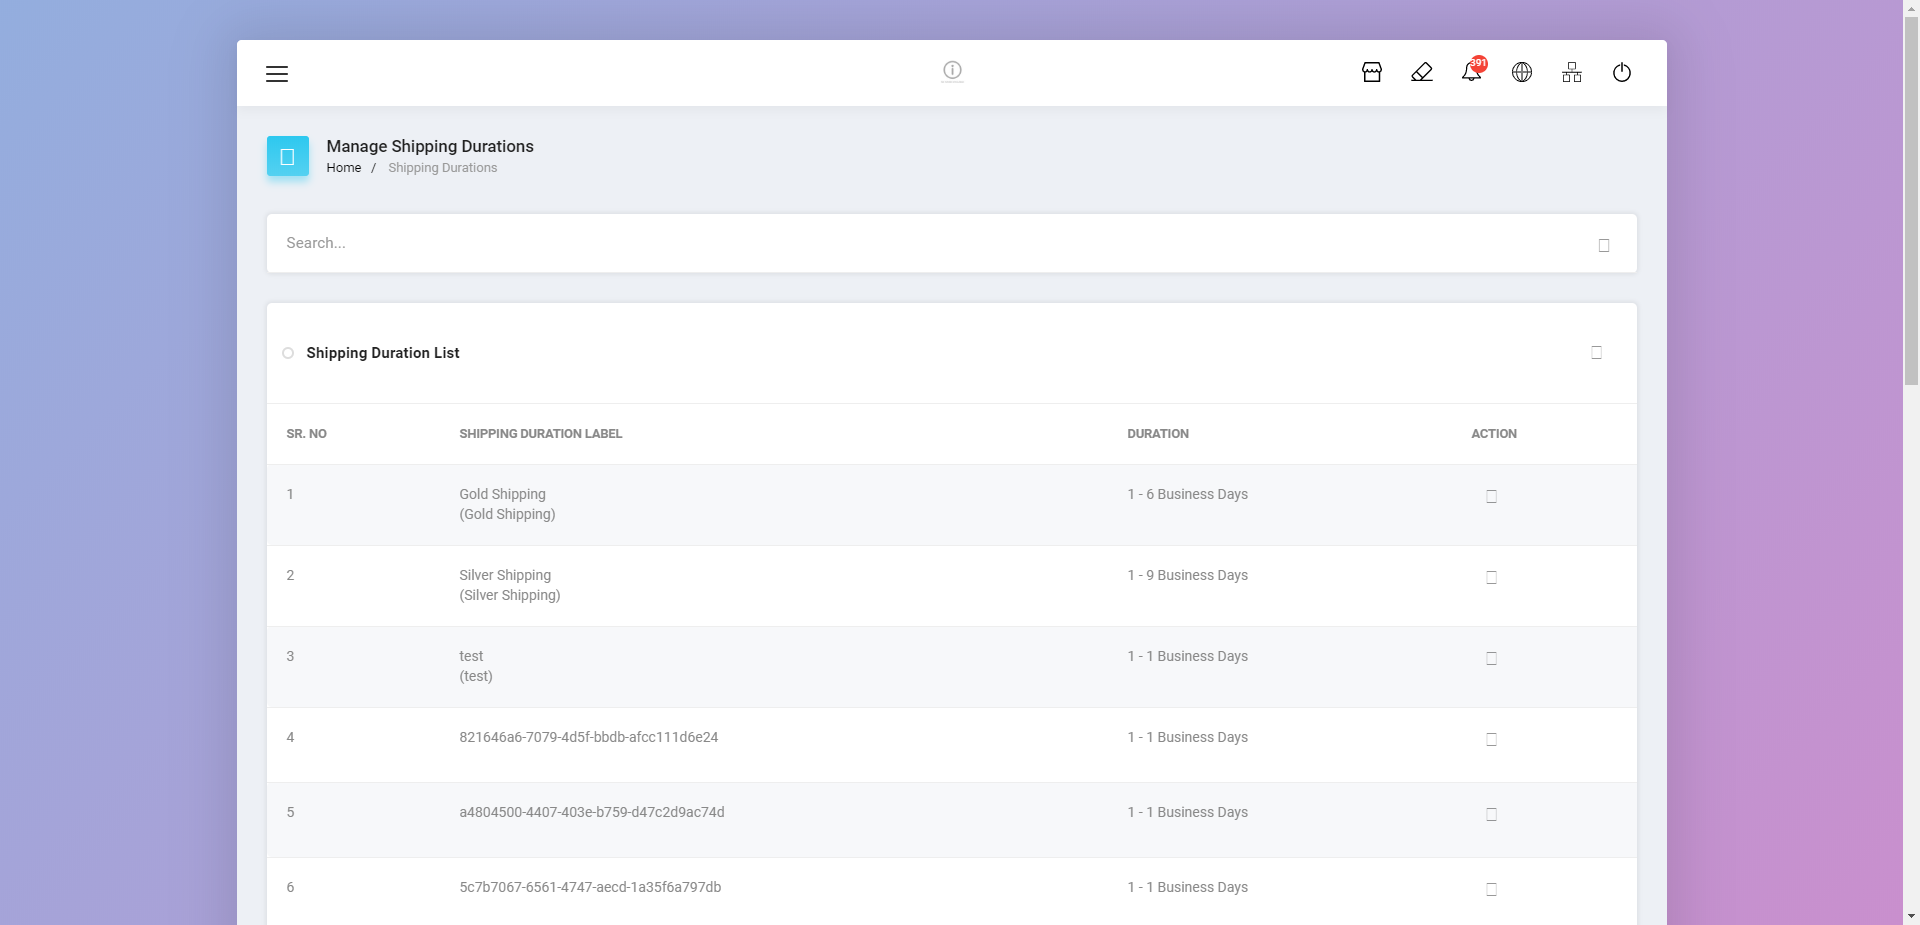 391
Manage Shipping Durations
Home / Shipping Durations
Search...
Shipping Duration List
SR. NO SHIPPING DURATION LABEL DURATION ACTION
1 Gold Shipping 1 - 6 Business Days
(Gold Shipping)
2 Silver Shipping 1 - 9 Business Days
(Silver Shipping)
3 test 1 - 1 Business Days
(test)
4 821646a6-7079-4d5f-bbdb-afcc111d6e24 1 - 1 Business Days
5 a4804500-4407-403e-b759-d47c2d9ac74d 1 - 1 Business Days
6 5c7b7067-6561-4747-aecd-1a35f6a797db 1 - 1 Business Days